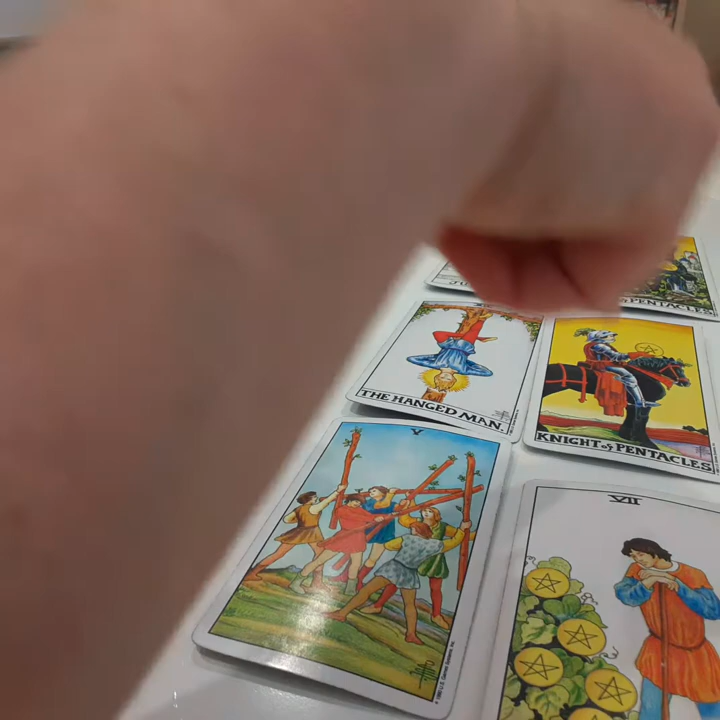 PENTACLES
THE HANGED MAN.
KNIGHT of PENTACLES
V
VII